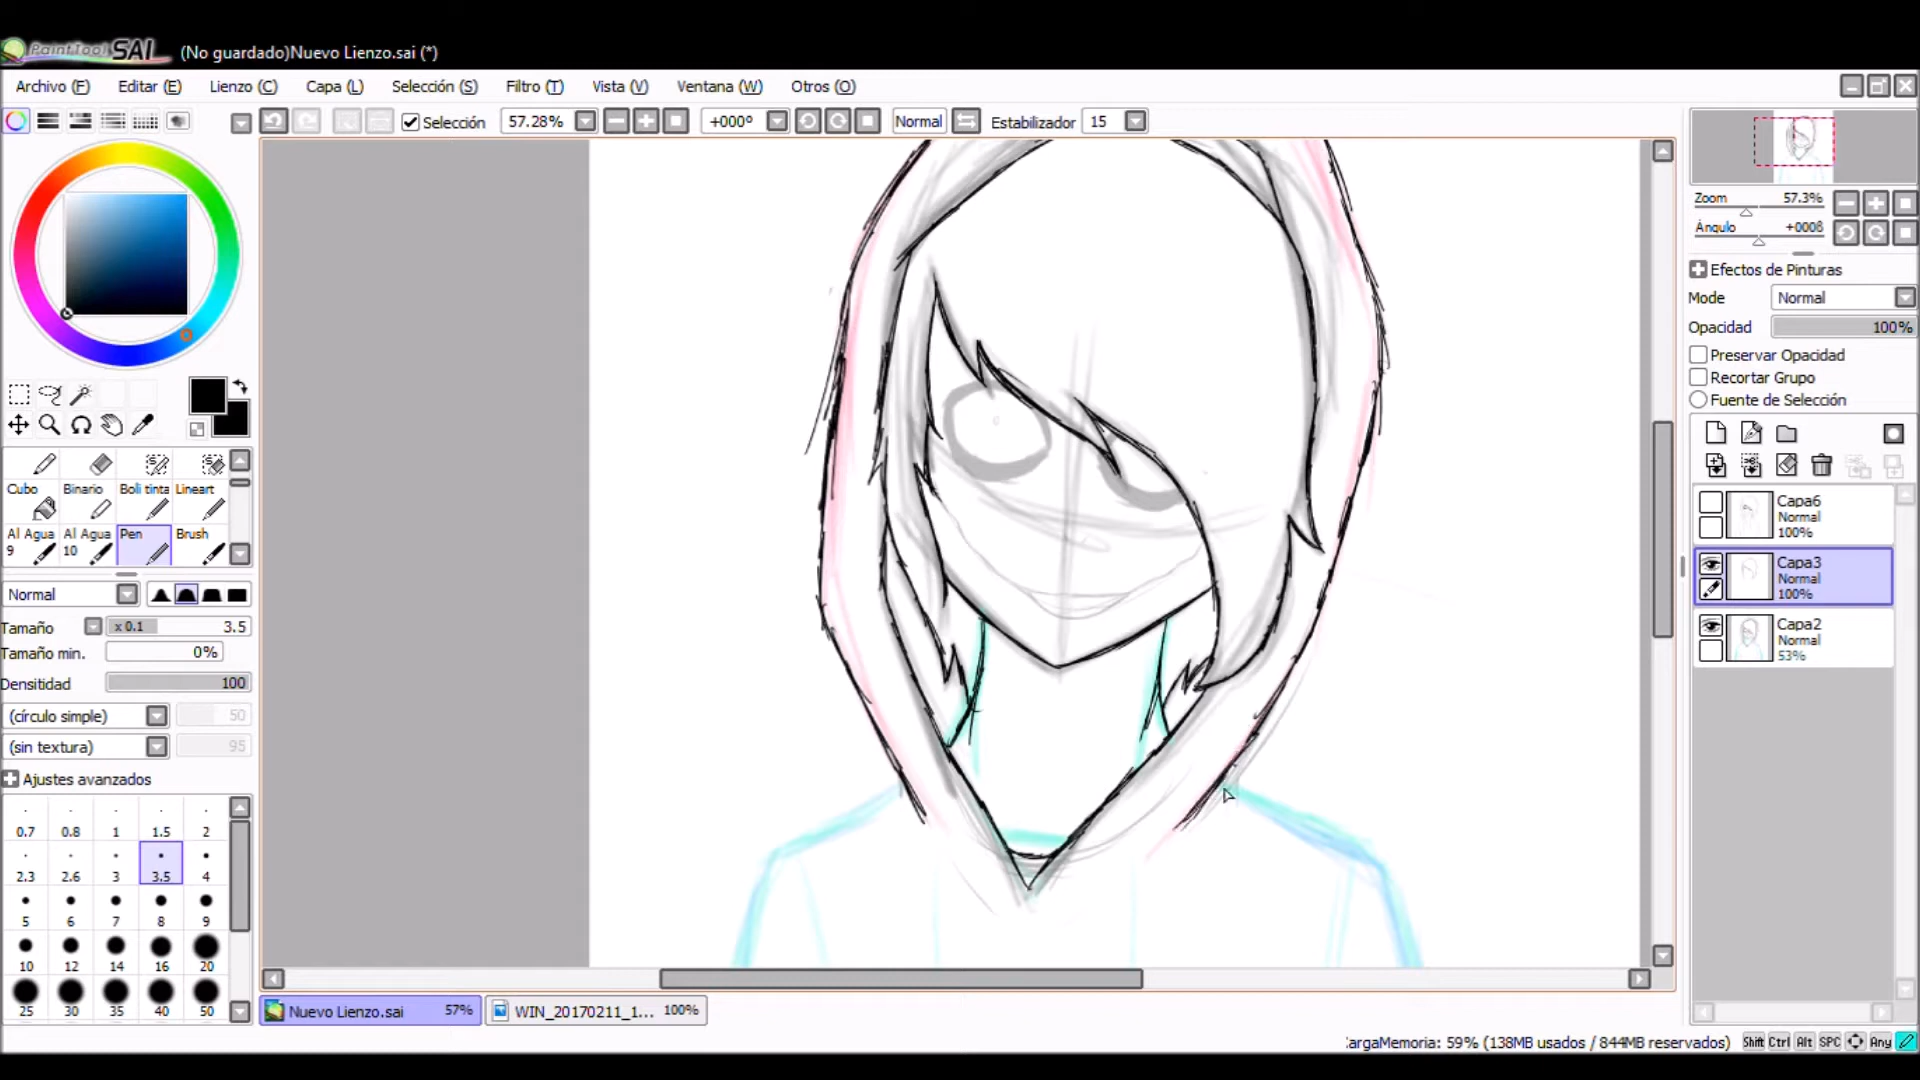 PaintTool SAI (No guardado)Nuevo Lienzo.sai (*)
Archivo (F) Editar (E) Lienzo (C) Capa (L) Selección (S) Filtro (T) Vista (V) Ventana (W) Otros (O)
Selección 57.28% +000º Normal Estabilizador 15
Zoom 57.3%
Ángulo +000ß
Efectos de Pinturas
Mode Normal
Opacidad 100%
Preservar Opacidad
Recortar Grupo
Fuente de Selección
Capa6
Normal
100%
Capa3
Normal
100%
Capa2
Normal
53%
Cubo Binario Boli tinta Lineart
Al Agua 9 Al Agua 10 Pen Brush
Normal
Tamaño x 0.1 3.5
Tamaño min. 0%
Densitidad 100
(círculo simple) 50
(sin textura) 95
Ajustes avanzados
0.7 0.8 1 1.5 2
2.3 2.6 3 3.5 4
5 6 7 8 9
10 12 14 16 20
25 30 35 40 50
Nuevo Lienzo.sai 57% WIN_20170211_1... 100%
CargaMemoria: 59% (138MB usados / 844MB reservados) Shift Ctrl Alt SPC Any